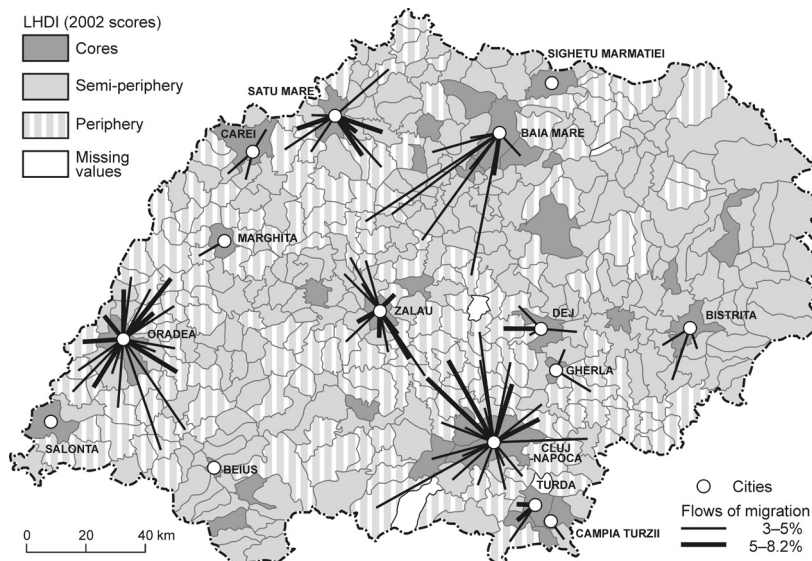 LHDI (2002 scores)
Cores
Semi-periphery
Periphery
Missing
values
SIGHETU MARMATIEI
SATU MARE
BAIA MARE
CAREI
MARGHITA
ZALAU
DEJ
BISTRITA
ORADEA
GHERLA
SALONTA
BEIUS
CLUJ
NAPOCA
TURDA
CAMPIA TURZII
Cities
Flows of migration
3–5%
5–8.2%
0 20 40 km